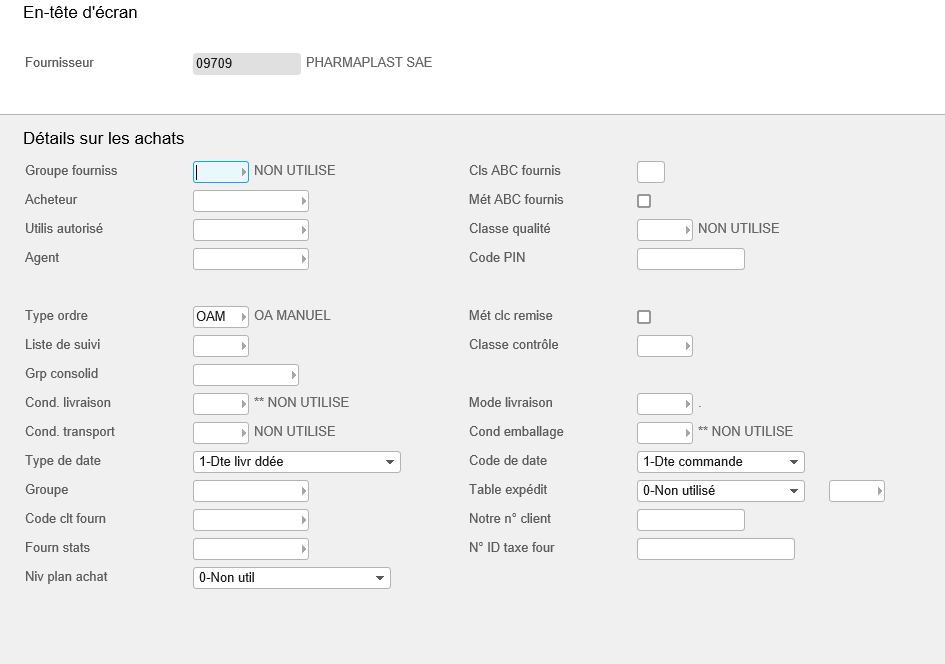 En-tête d'écran
Fournisseur 09709 PHARMAPLAST SAE
Détails sur les achats
Groupe fourniss NON UTILISE Cls ABC fournis
Acheteur Mét ABC fournis
Utilis autorisé Classe qualité NON UTILISE
Agent Code PIN
Type ordre OAM OA MANUEL Mét clc remise
Liste de suivi Classe contrôle
Grp consolid
Cond. livraison ** NON UTILISE Mode livraison .
Cond. transport NON UTILISE Cond emballage ** NON UTILISE
Type de date 1-Dte livr ddée Code de date 1-Dte commande
Groupe Table expédit 0-Non utilisé
Code clt fourn Notre n° client
Fourn stats N° ID taxe four
Niv plan achat 0-Non util